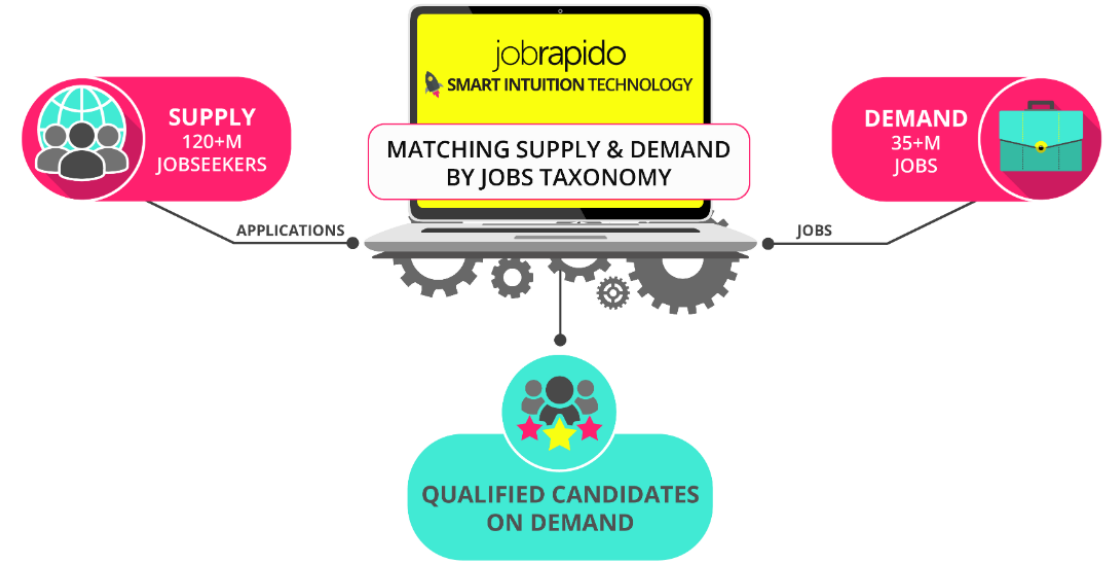 jobrapido
SMART INTUITION TECHNOLOGY
MATCHING SUPPLY & DEMAND
BY JOBS TAXONOMY
SUPPLY
120+M
JOBSEEKERS
DEMAND
35+M
JOBS
APPLICATIONS
JOBS
QUALIFIED CANDIDATES
ON DEMAND